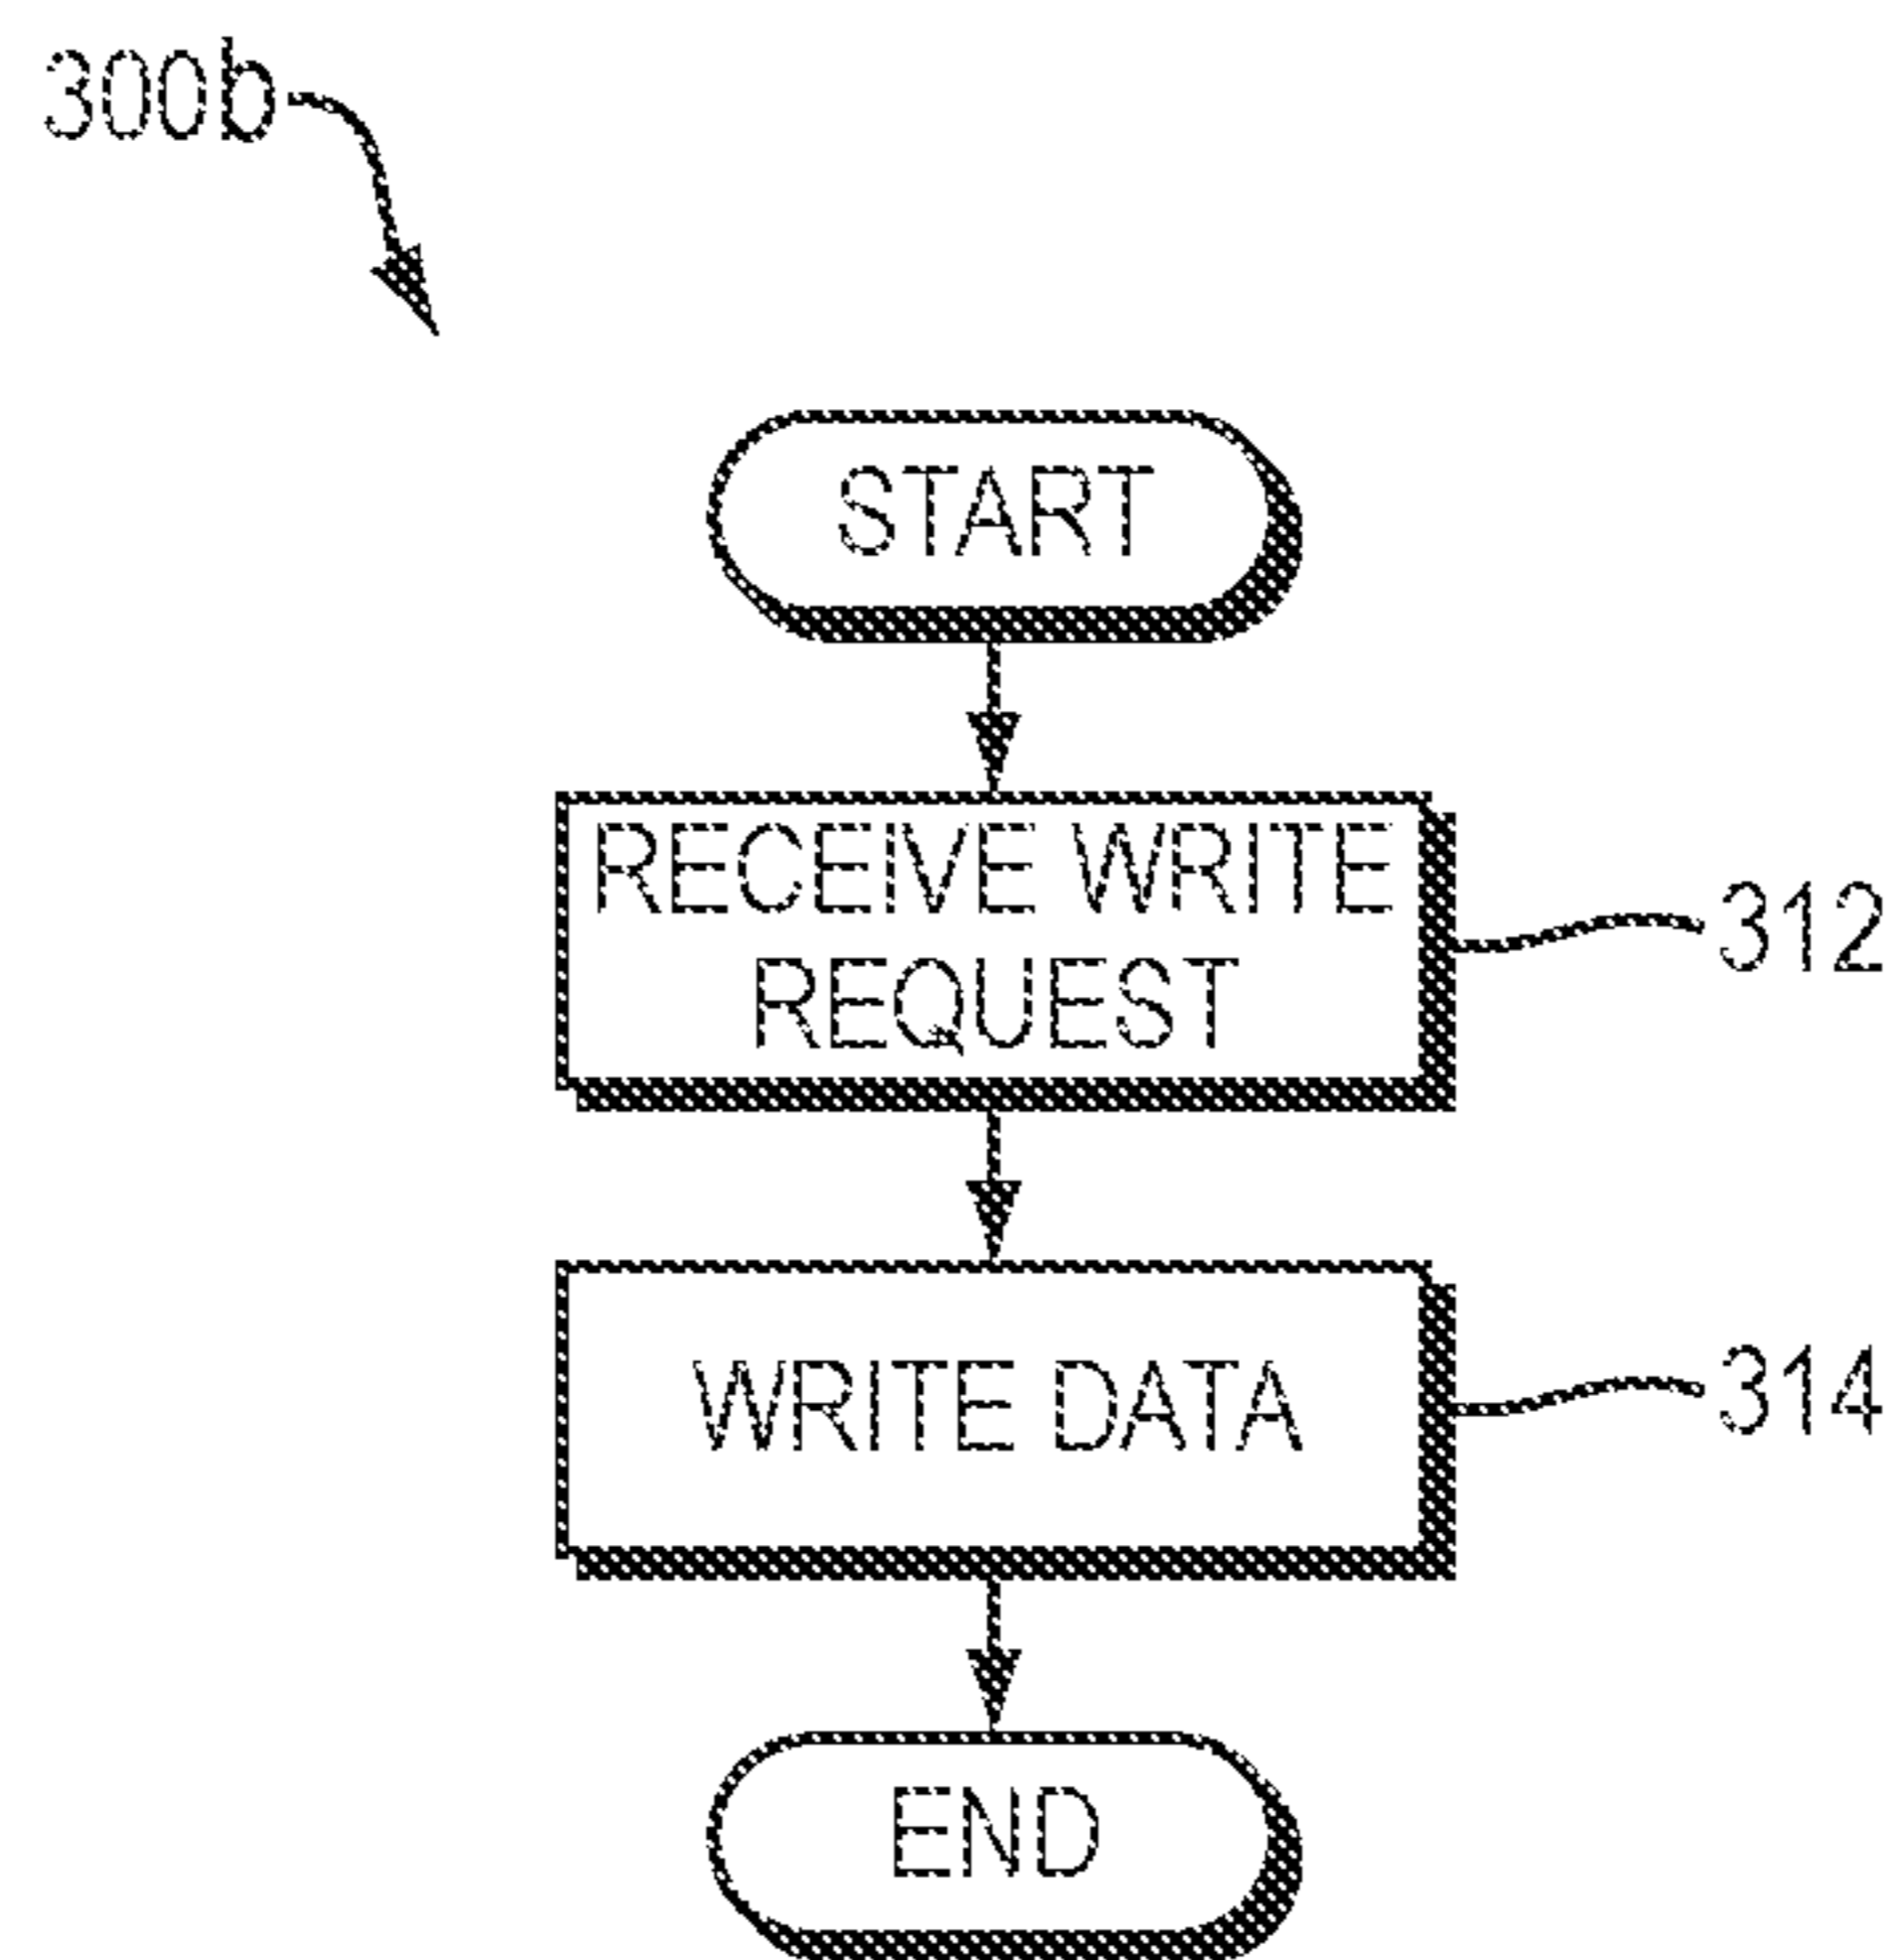 300b
START
RECEIVE WRITE
REQUEST
312
WRITE DATA
314
END